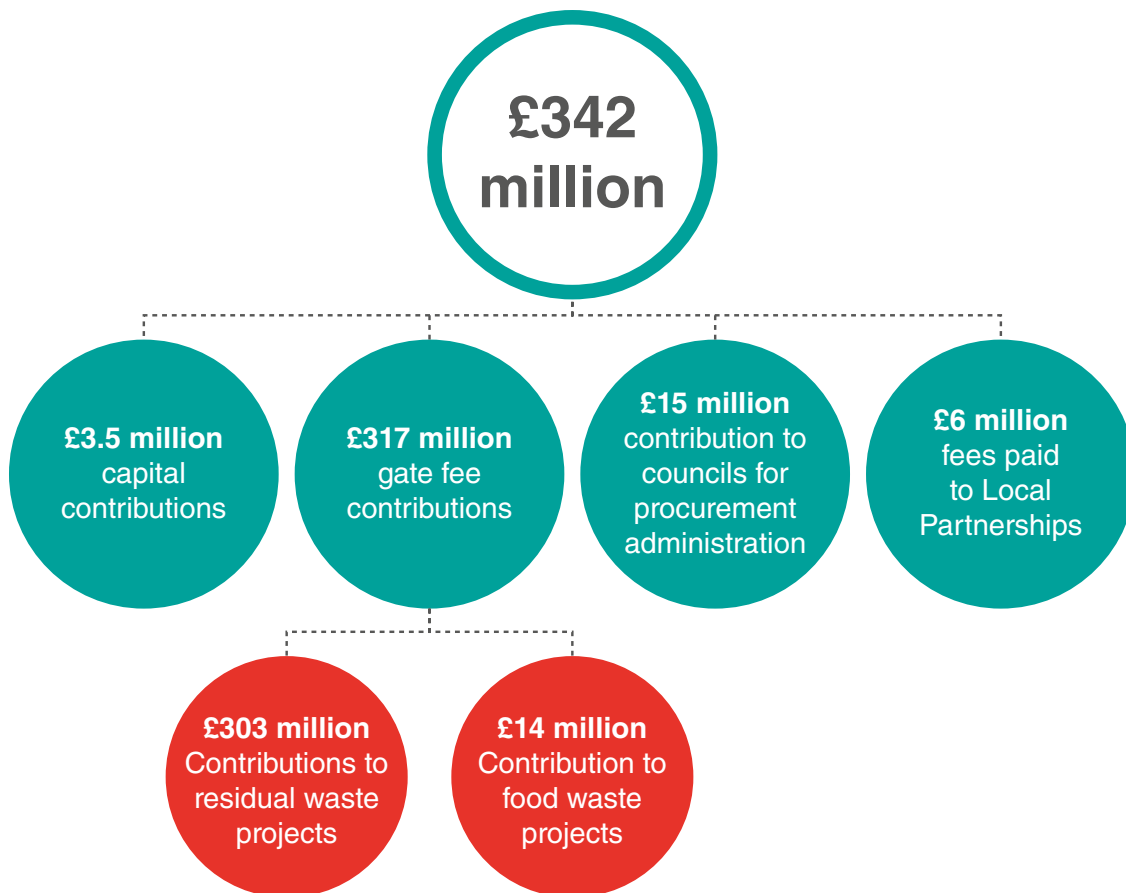 £342
million
£3.5 million
capital
contributions
£317 million
gate fee
contributions
£15 million
contribution to
councils for
procurement
administration
£6 million
fees paid
to Local
Partnerships
£303 million
Contributions to
residual waste
projects
£14 million
Contribution to
food waste
projects